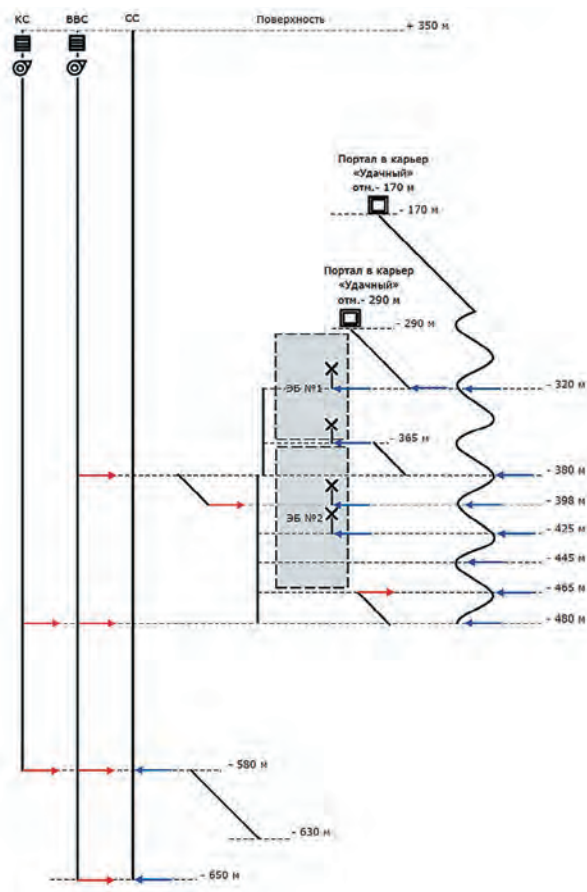 КС ВВС СС Поверхность
+ 350 м
Портал в карьер
«Удачный»
отм.- 170 м
- 170 м
Портал в карьер
«Удачный»
отм.- 290 м
- 290 м
ЭБ №1
- 320 м
- 365 м
- 380 м
- 398 м
ЭБ №2
- 425 м
- 445 м
- 465 м
- 480 м
- 580 м
- 630 м
- 650 м